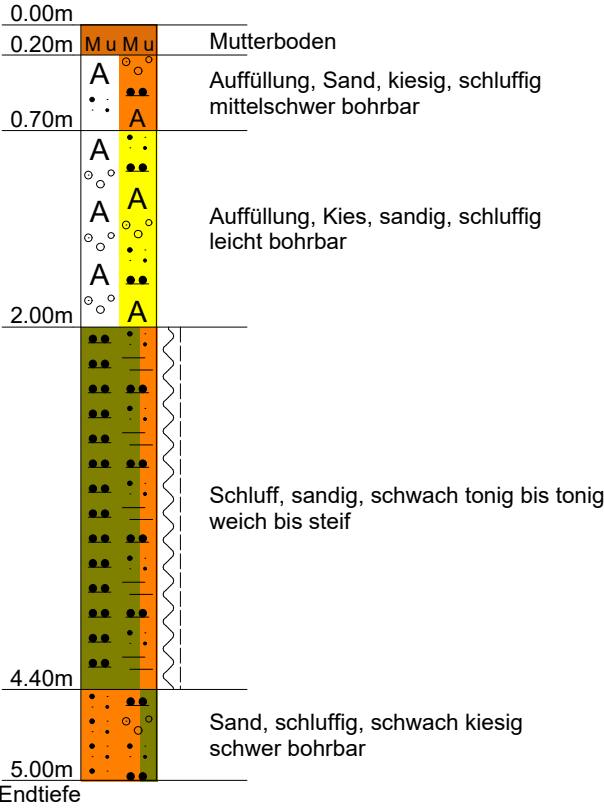 0.00m
0.20m
Mu Mu
Mutterboden
A
Auffüllung, Sand, kiesig, schluffig
mittelschwer bohrbar
0.70m
A
A
Auffüllung, Kies, sandig, schluffig
leicht bohrbar
A
A
A
2.00m
A
Schluff, sandig, schwach tonig bis tonig
weich bis steif
4.40m
Sand, schluffig, schwach kiesig
schwer bohrbar
5.00m
Endtiefe